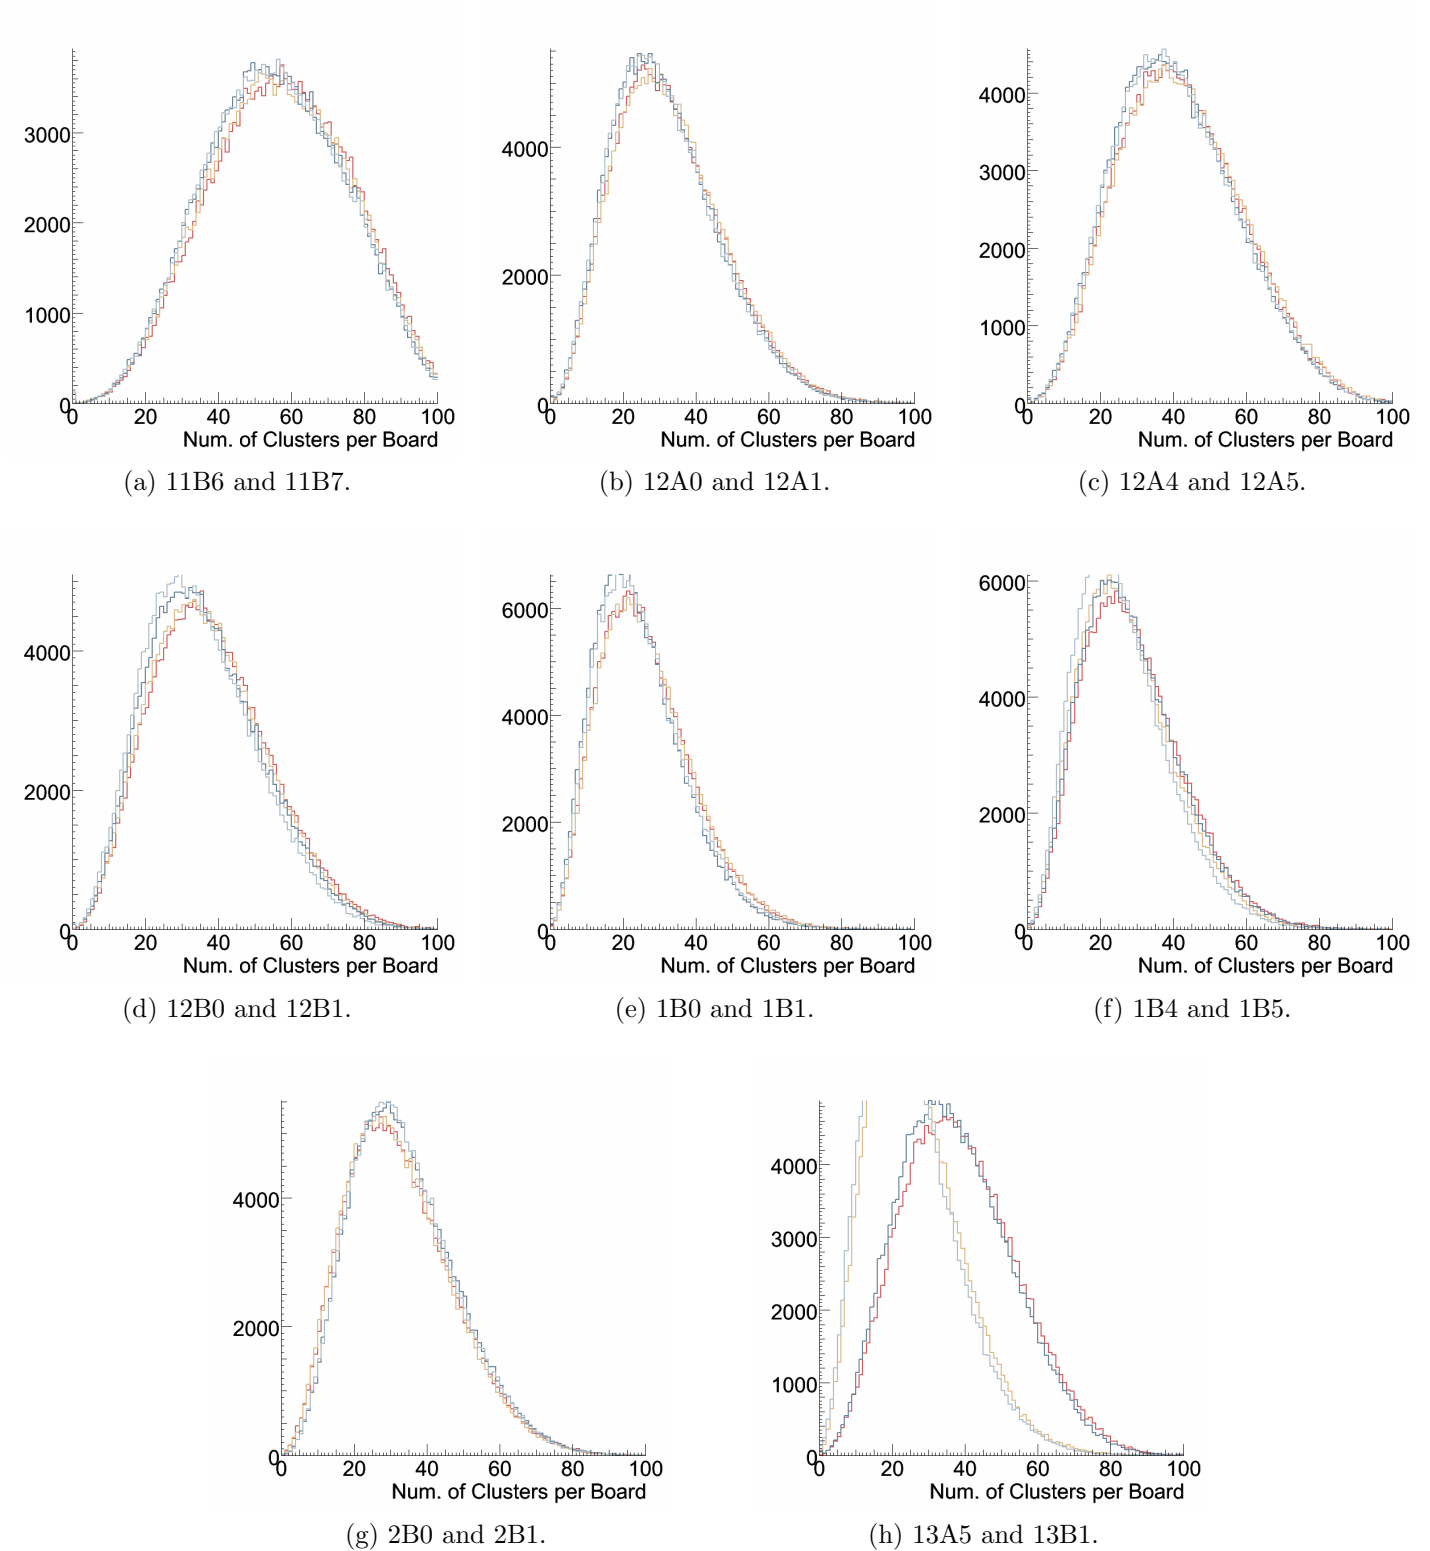 3000
2000
1000
0
0 20 40 60 80 100
Num. of Clusters per Board
(a) 11B6 and 11B7.
4000
2000
0
0 20 40 60 80 100
Num. of Clusters per Board
(b) 12A0 and 12A1.
4000
3000
2000
1000
0
0 20 40 60 80 100
Num. of Clusters per Board
(c) 12A4 and 12A5.
4000
2000
0
0 20 40 60 80 100
Num. of Clusters per Board
(d) 12B0 and 12B1.
6000
4000
2000
0
0 20 40 60 80 100
Num. of Clusters per Board
(e) 1B0 and 1B1.
6000
4000
2000
0
0 20 40 60 80 100
Num. of Clusters per Board
(f) 1B4 and 1B5.
4000
2000
0
0 20 40 60 80 100
Num. of Clusters per Board
(g) 2B0 and 2B1.
4000
3000
2000
1000
0
0 20 40 60 80 100
Num. of Clusters per Board
(h) 13A5 and 13B1.